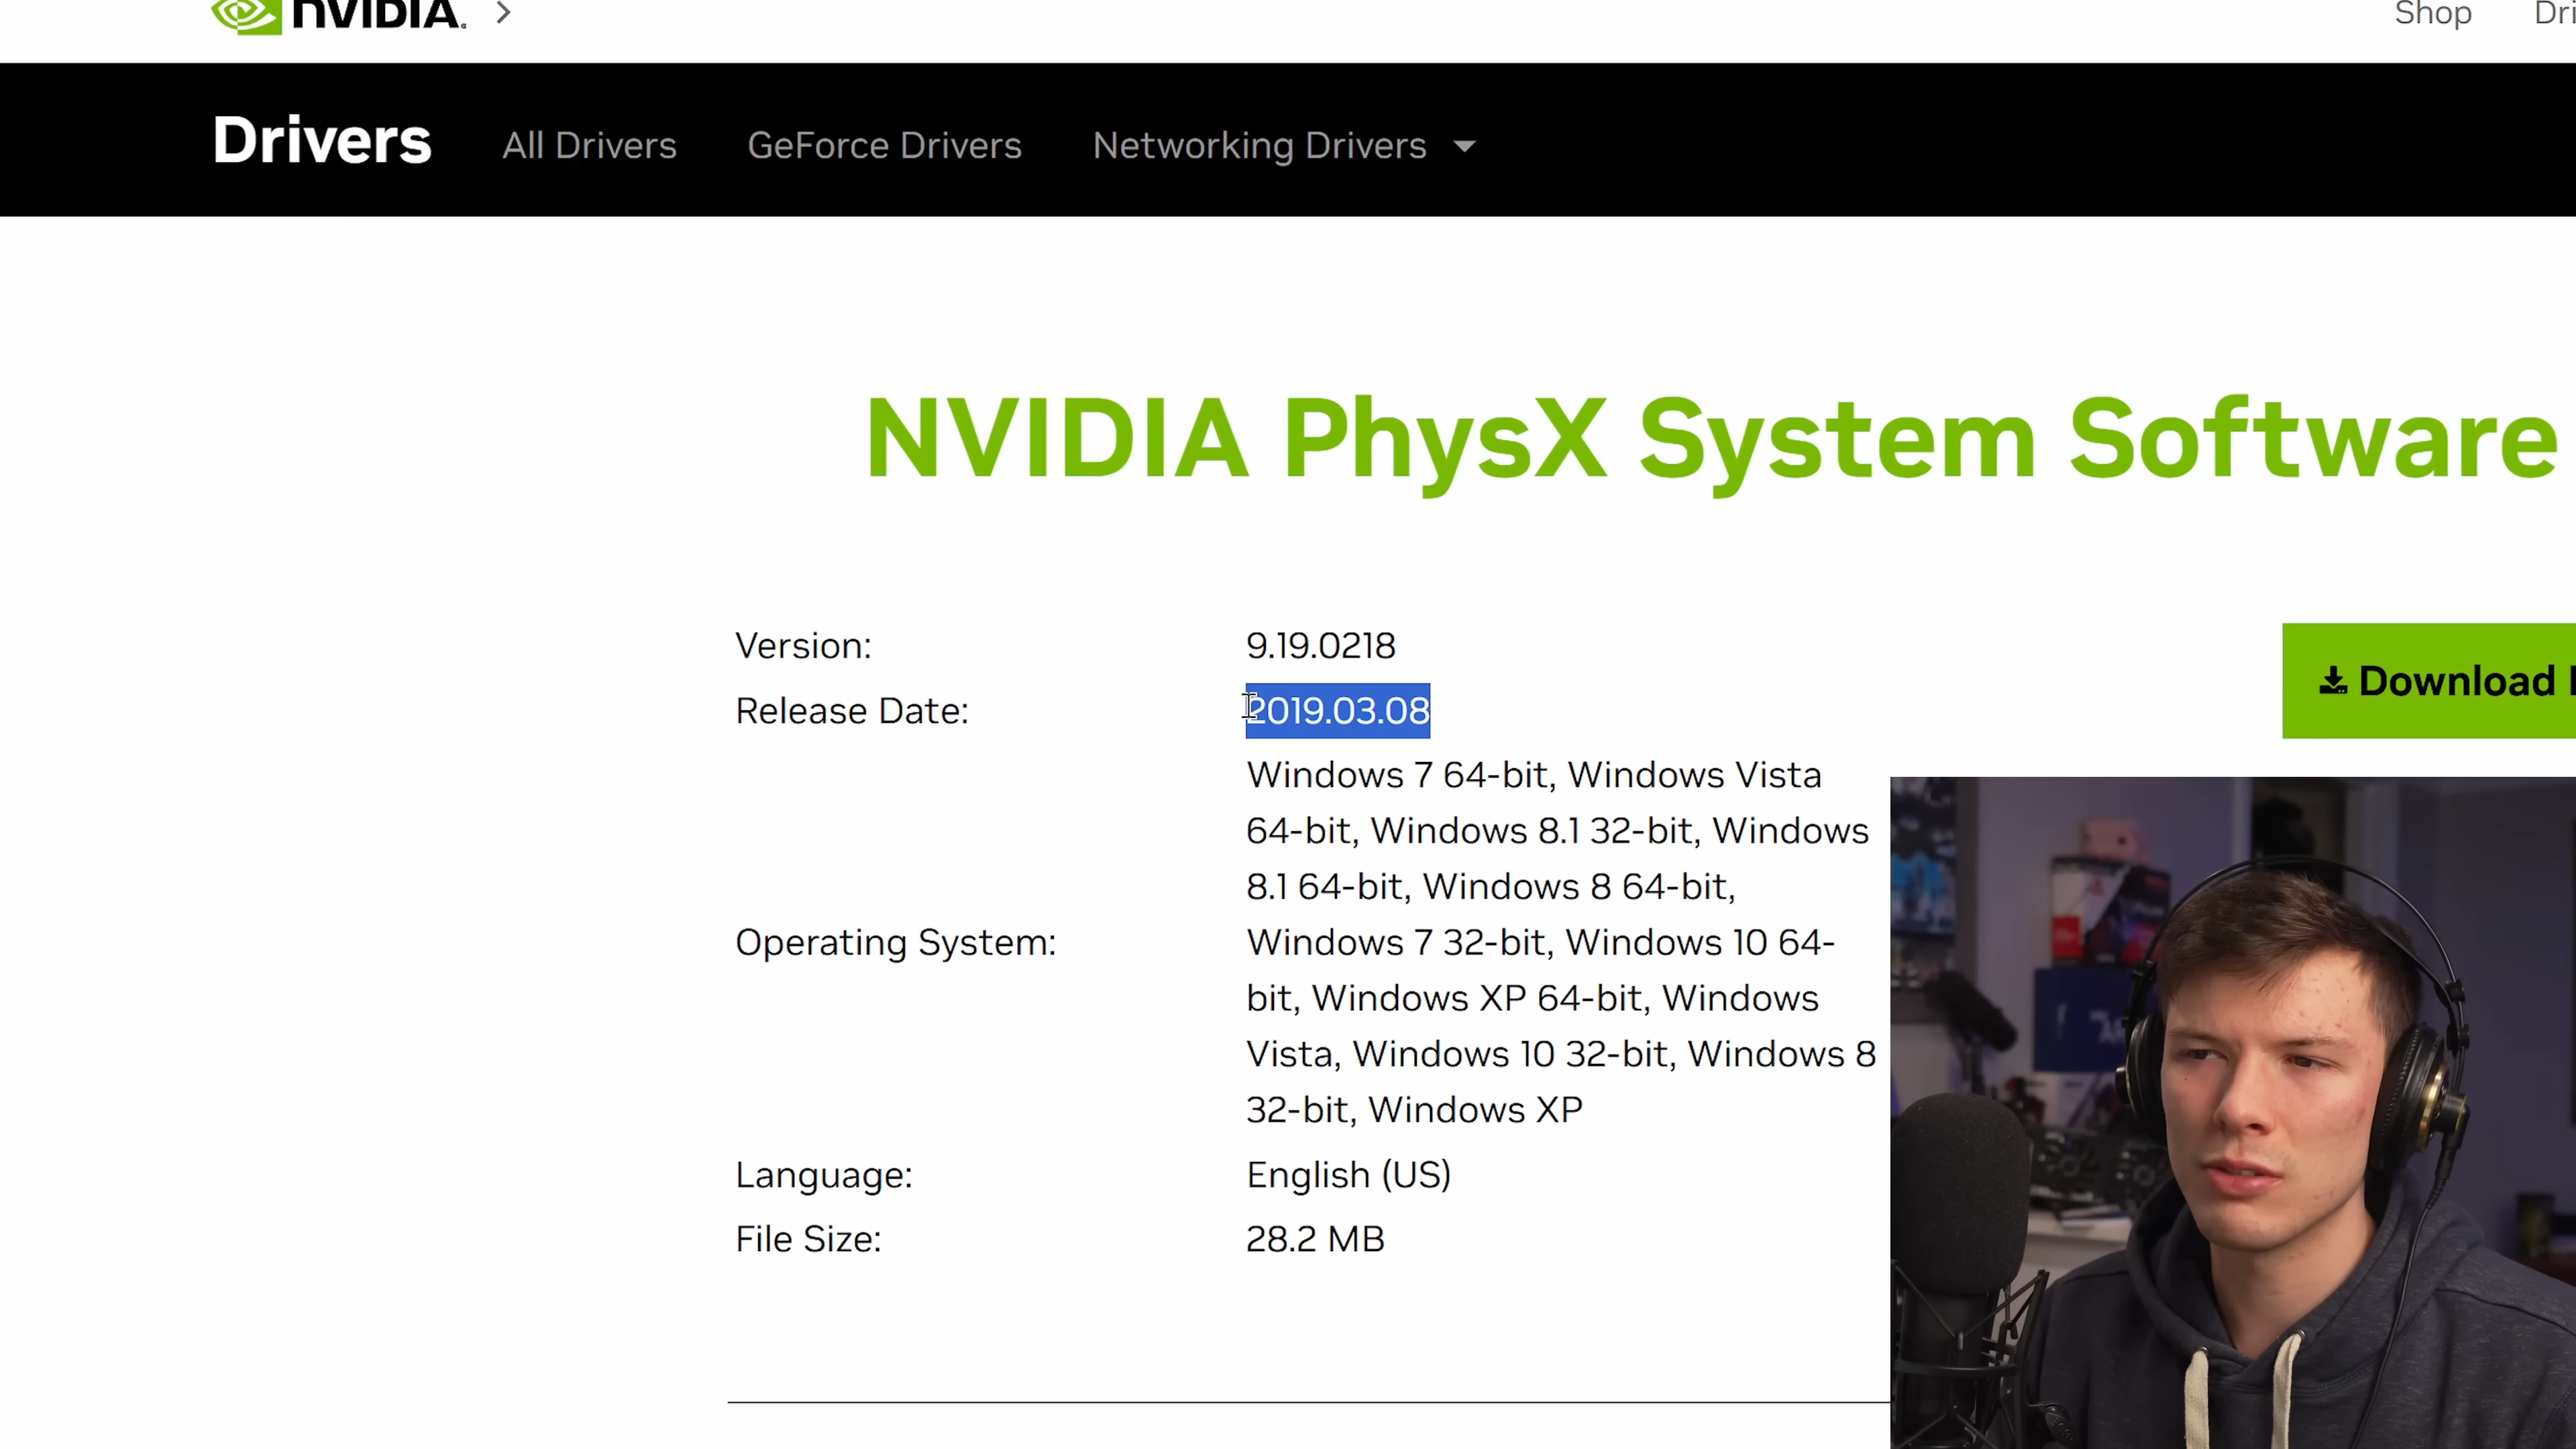 nVIDIA.
Shop
Drivers All Drivers GeForce Drivers Networking Drivers
NVIDIA PhysX System Software
Version: 9.19.0218
Release Date: 2019.03.08
Download
Operating System: Windows 7 64-bit, Windows Vista
64-bit, Windows 8.1 32-bit, Windows
8.1 64-bit, Windows 8 64-bit,
Windows 7 32-bit, Windows 10 64-
bit, Windows XP 64-bit, Windows
Vista, Windows 10 32-bit, Windows 8
32-bit, Windows XP
Language: English (US)
File Size: 28.2 MB